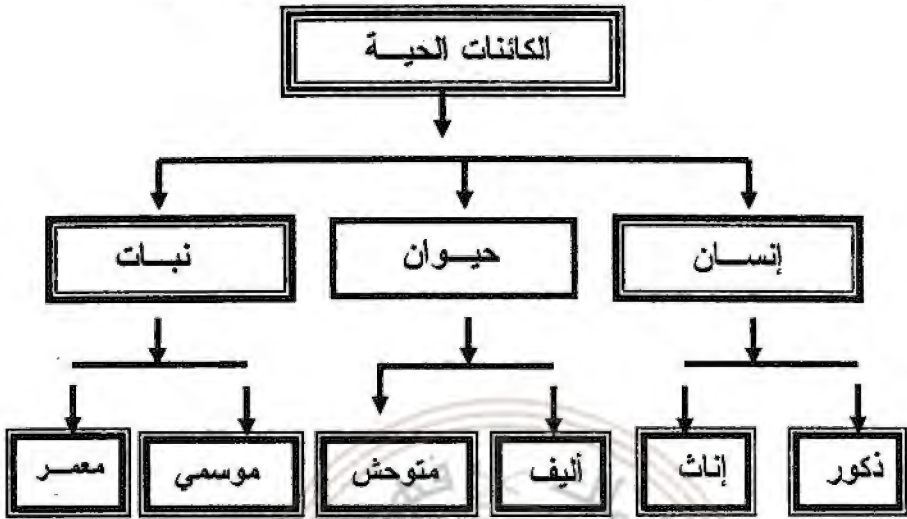 الكائنات الحية
إنسان
حيوان
نبات
ذكور
إناث
أليف
متوحش
موسمي
معمر